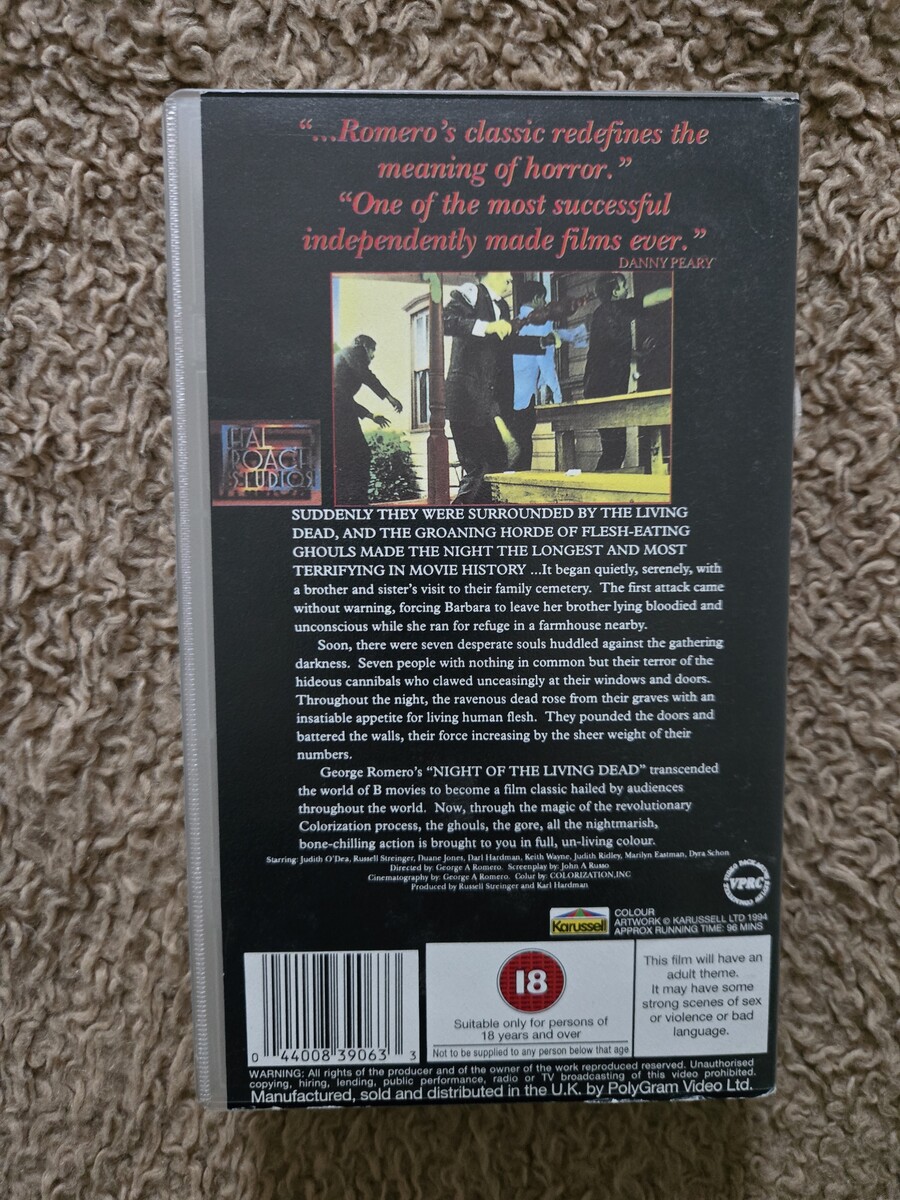 “...Romero’s classic redefines the
meaning of horror.”
“One of the most successful
independently made films ever.”
DANNY PEARY
HAL
ROACH
STUDIOS
SUDDENLY THEY WERE SURROUNDED BY THE LIVING
DEAD, AND THE GROANING HORDE OF FLESH-EATING
GHOULS MADE THE NIGHT THE LONGEST AND MOST
TERRIFYING IN MOVIE HISTORY ...It began quietly, serenely, with
a brother and sister’s visit to their family cemetery. The first attack came
without warning, forcing Barbara to leave her brother lying bloodied and
unconscious while she ran for refuge in a farmhouse nearby.
Soon, there were seven desperate souls huddled against the gathering
darkness. Seven people with nothing in common but their terror of the
hideous cannibals who clawed unceasingly at their windows and doors.
Throughout the night, the ravenous dead rose from their graves with an
insatiable appetite for living human flesh. They pounded the doors and
battered the walls, their force increasing by the sheer weight of their
numbers.
George Romero’s “NIGHT OF THE LIVING DEAD” transcended
the world of B movies to become a film classic hailed by audiences
throughout the world. Now, through the magic of the revolutionary
Colorization process, the ghouls, the gore, all the nightmarish,
bone-chilling action is brought to you in full, un-living colour.
Starring: Judith O’Dea, Russell Streinger, Duane Jones, Darl Hardman, Keith Wayne, Judith Ridley, Marilyn Eastman, Dyra Schon
Directed by: George A Romero. Screenplay by: John A Russo
Cinematography by: George A Romero. Colur by: COLORIZATION,INC
Produced by Russell Streinger and Karl Hardman
VPRC
Karussell
COLOUR
ARTWORK © KARUSSELL LTD 1994
APPROX RUNNING TIME: 96 MINS
0 44008 39063 3
18
Suitable only for persons of
18 years and over
Not to be supplied to any person below that age
This film will have an
adult theme.
It may have some
strong scenes of sex
or violence or bad
language.
WARNING: All rights of the producer and of the owner of the work reproduced reserved. Unauthorised
copying, hiring, lending, public performance, radio or TV broadcasting of this video prohibited.
Manufactured, sold and distributed in the U.K. by PolyGram Video Ltd.